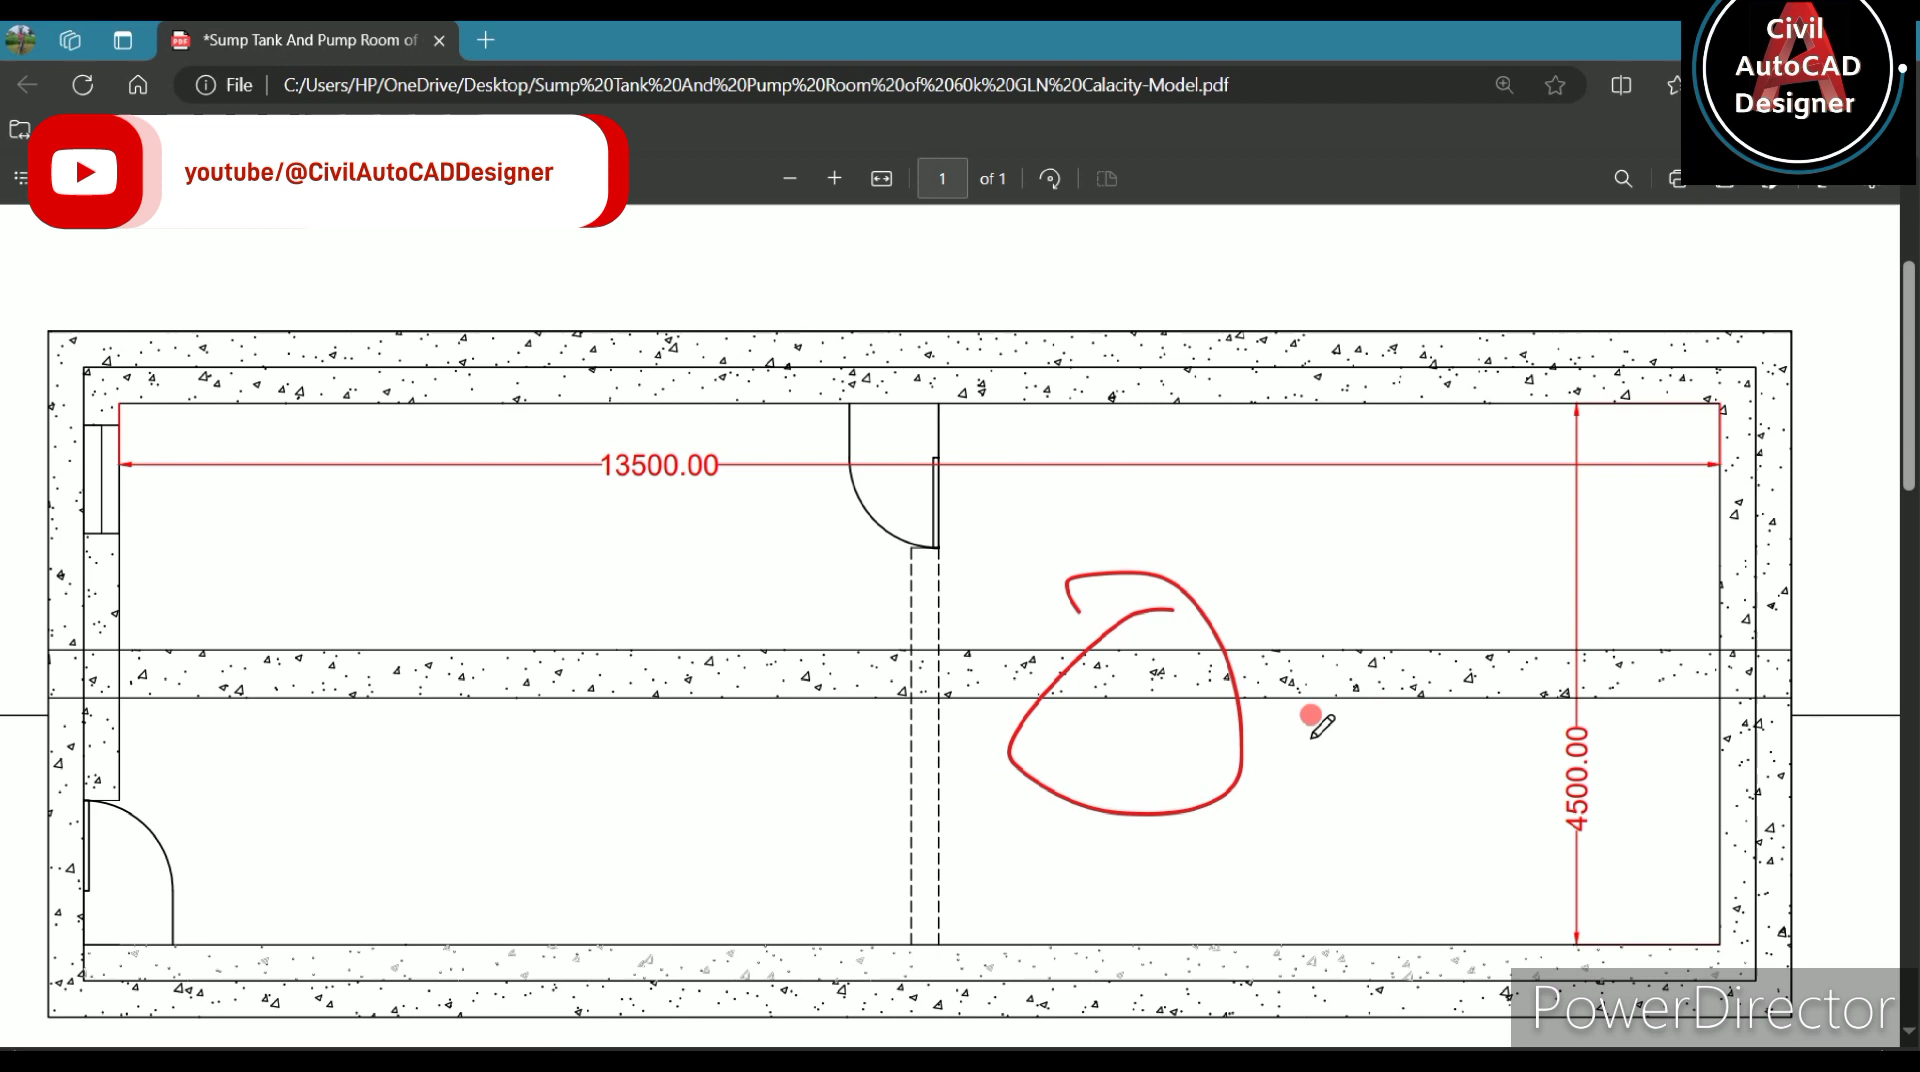 *Sump Tank And Pump Room of
File
C:/Users/HP/OneDrive/Desktop/Sump%20Tank%20And%20Pump%20Room%20of%2060k%20GLN%20Calacity-Model.pdf
Civil
AutoCAD
Designer
youtube/@CivilAutoCADDesigner
1 of 1
13500.00
4500.00
PowerDirector